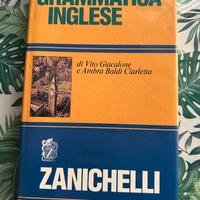 GRAMMATICA
INGLESE
di Vito Giacalone
e Ambra Baldi Ciarletta
ZANICHELLI